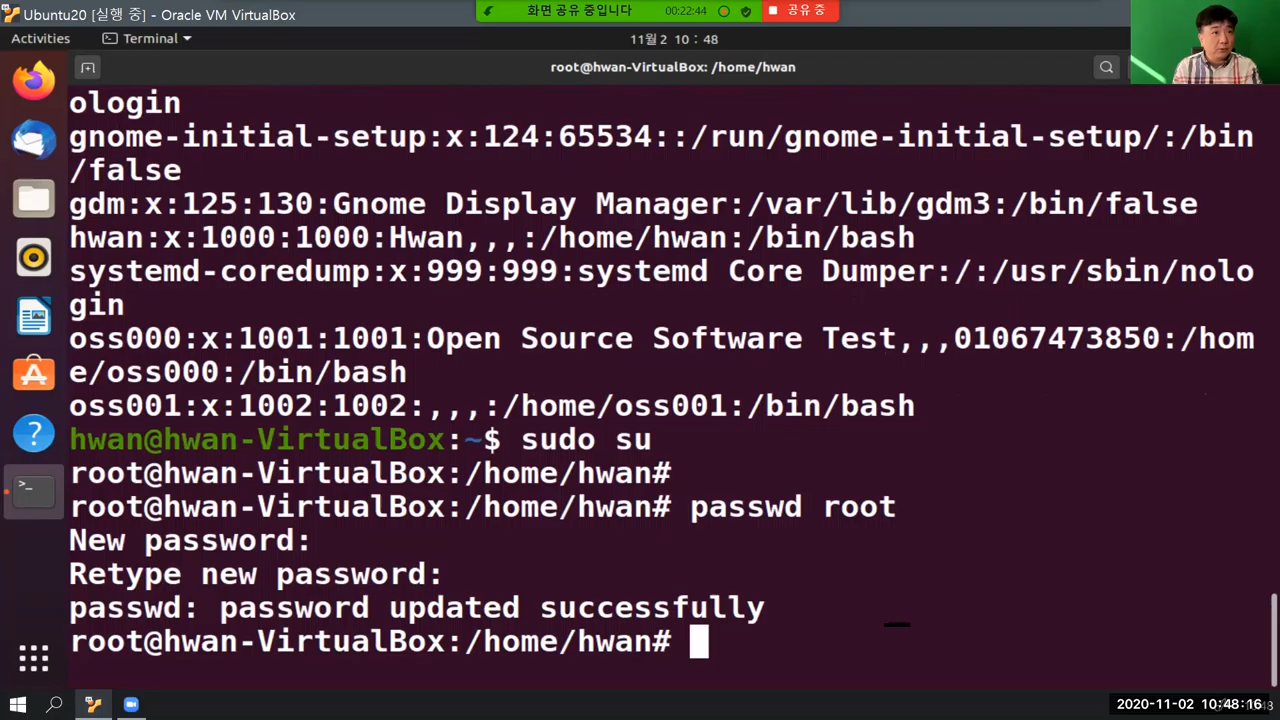 Ubuntu20 [실행 중] - Oracle VM VirtualBox
화면 공유 중입니다
00:22:44
공유 중
Activities
Terminal
11월 2 10 : 48
root@hwan-VirtualBox: /home/hwan
ologin
gnome-initial-setup:x:124:65534::/run/gnome-initial-setup/:/bin
/false
gdm:x:125:130:Gnome Display Manager:/var/lib/gdm3:/bin/false
hwan:x:1000:1000:Hwan,,,:/home/hwan:/bin/bash
systemd-coredump:x:999:999:systemd Core Dumper:/:/usr/sbin/nolo
gin
oss000:x:1001:1001:Open Source Software Test,,,01067473850:/hom
e/oss000:/bin/bash
oss001:x:1002:1002:,,,:/home/oss001:/bin/bash
hwan@hwan-VirtualBox:~$ sudo su
root@hwan-VirtualBox:/home/hwan#
root@hwan-VirtualBox:/home/hwan# passwd root
New password:
Retype new password:
passwd: password updated successfully
root@hwan-VirtualBox:/home/hwan#
2020-11-02 10:48:16